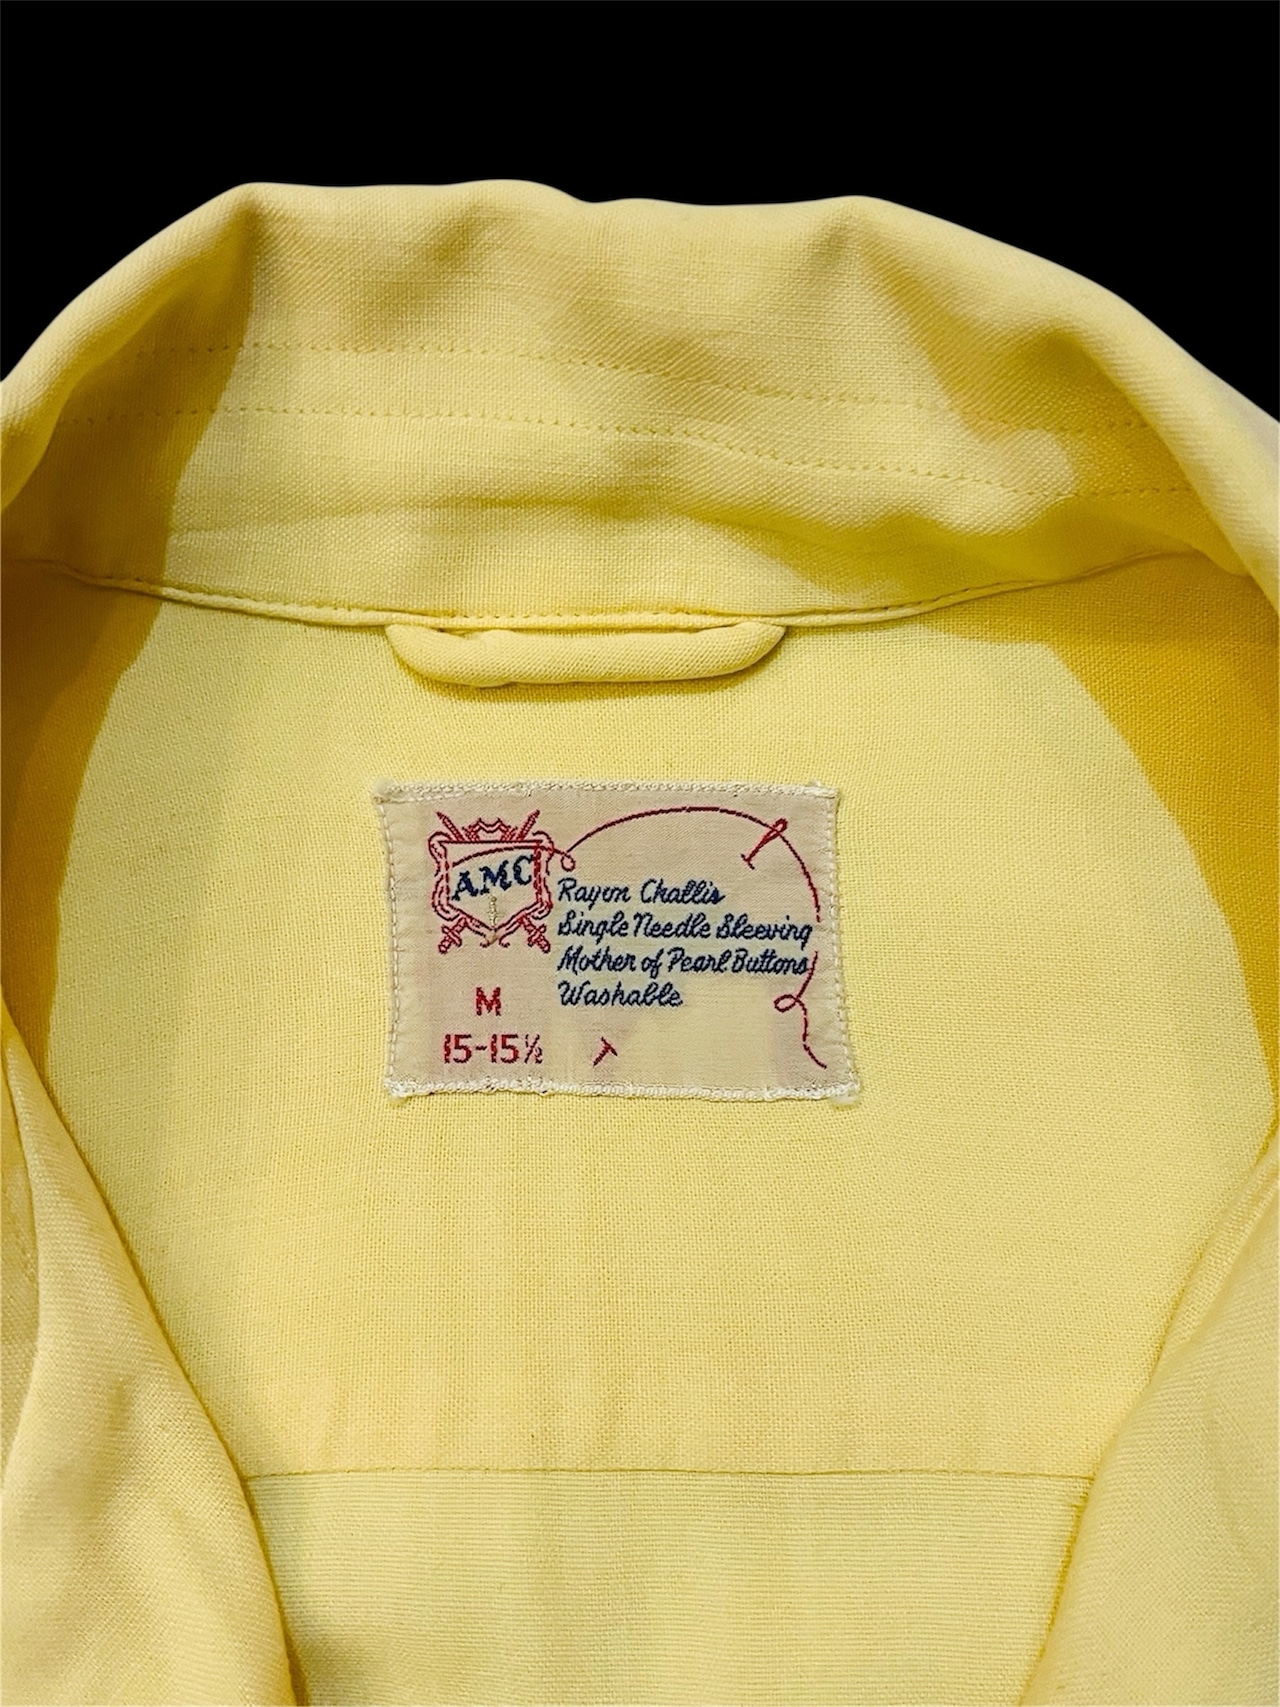 AMC
Rayon Challis
Single Needle Sleeving
Mother of Pearl Buttons
Washable
M
15-15½